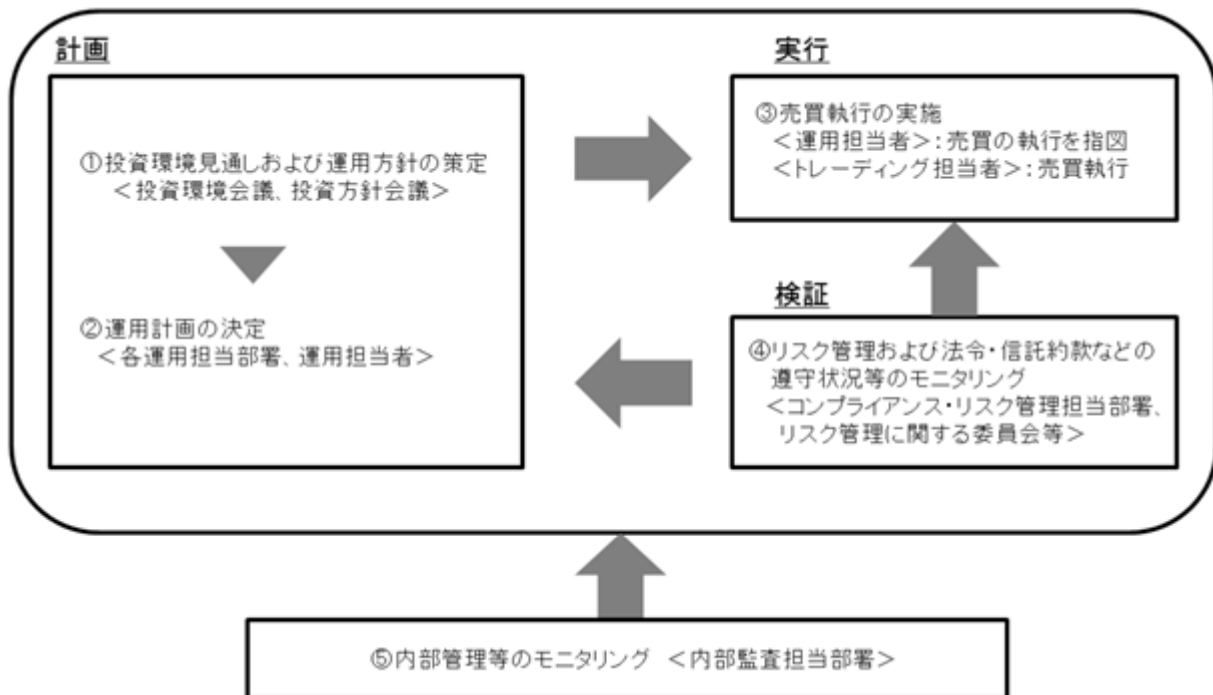 計画
①投資環境見通しおよび運用方針の策定
＜投資環境会議、投資方針会議＞
②運用計画の決定
＜各運用担当部署、運用担当者＞
実行
③売買執行の実施
＜運用担当者＞：売買の執行を指図
＜トレーディング担当者＞：売買執行
検証
④リスク管理および法令・信託約款などの
遵守状況等のモニタリング
＜コンプライアンス・リスク管理担当部署、
リスク管理に関する委員会等＞
⑤内部管理等のモニタリング ＜内部監査担当部署＞